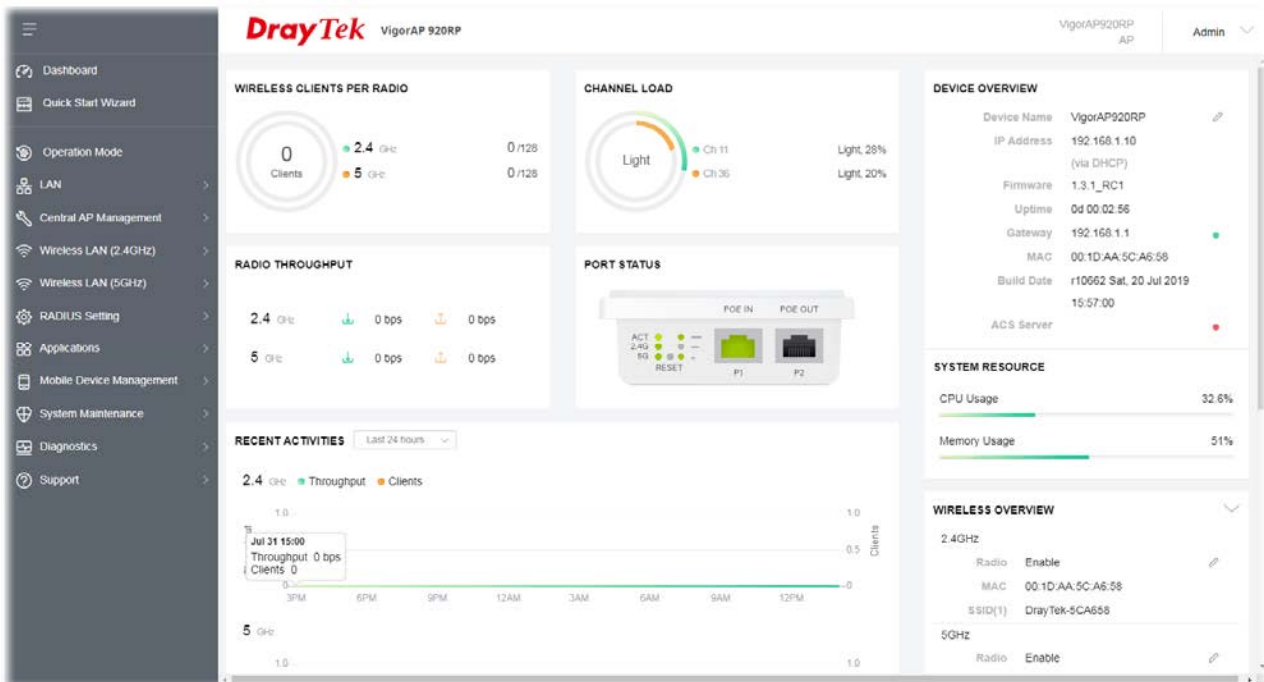 DrayTek VigorAP 920RP
VigorAP920RP
AP
Admin
Dashboard
Quick Start Wizard
Operation Mode
LAN
Central AP Management
Wireless LAN (2.4GHz)
Wireless LAN (5GHz)
RADIUS Setting
Applications
Mobile Device Management
System Maintenance
Diagnostics
Support
WIRELESS CLIENTS PER RADIO
0
Clients
2.4 GHz 0 /128
5 GHz 0 /128
CHANNEL LOAD
Light
Ch 11 Light, 28%
Ch 36 Light, 20%
RADIO THROUGHPUT
2.4 GHz 0 bps 0 bps
5 GHz 0 bps 0 bps
PORT STATUS
POE IN POE OUT
ACT
2.4G
5G
RESET P1 P2
RECENT ACTIVITIES Last 24 hours
2.4 GHz Throughput Clients
1.0 1.0
Jul 31 15:00
Throughput 0 bps
Clients 0
0.5
Clients
0 0
3PM 6PM 9PM 12AM 3AM 6AM 9AM 12PM
5 GHz
1.0 1.0
DEVICE OVERVIEW
Device Name VigorAP920RP
IP Address 192.168.1.10
(via DHCP)
Firmware 1.3.1_RC1
Uptime 0d 00:02:56
Gateway 192.168.1.1
MAC 00:1D:AA:5C:A6:58
Build Date r10662 Sat, 20 Jul 2019
15:57:00
ACS Server
SYSTEM RESOURCE
CPU Usage 32.6%
Memory Usage 51%
WIRELESS OVERVIEW
2.4GHz
Radio Enable
MAC 00:1D:AA:5C:A6:58
SSID(1) DrayTek-5CA658
5GHz
Radio Enable